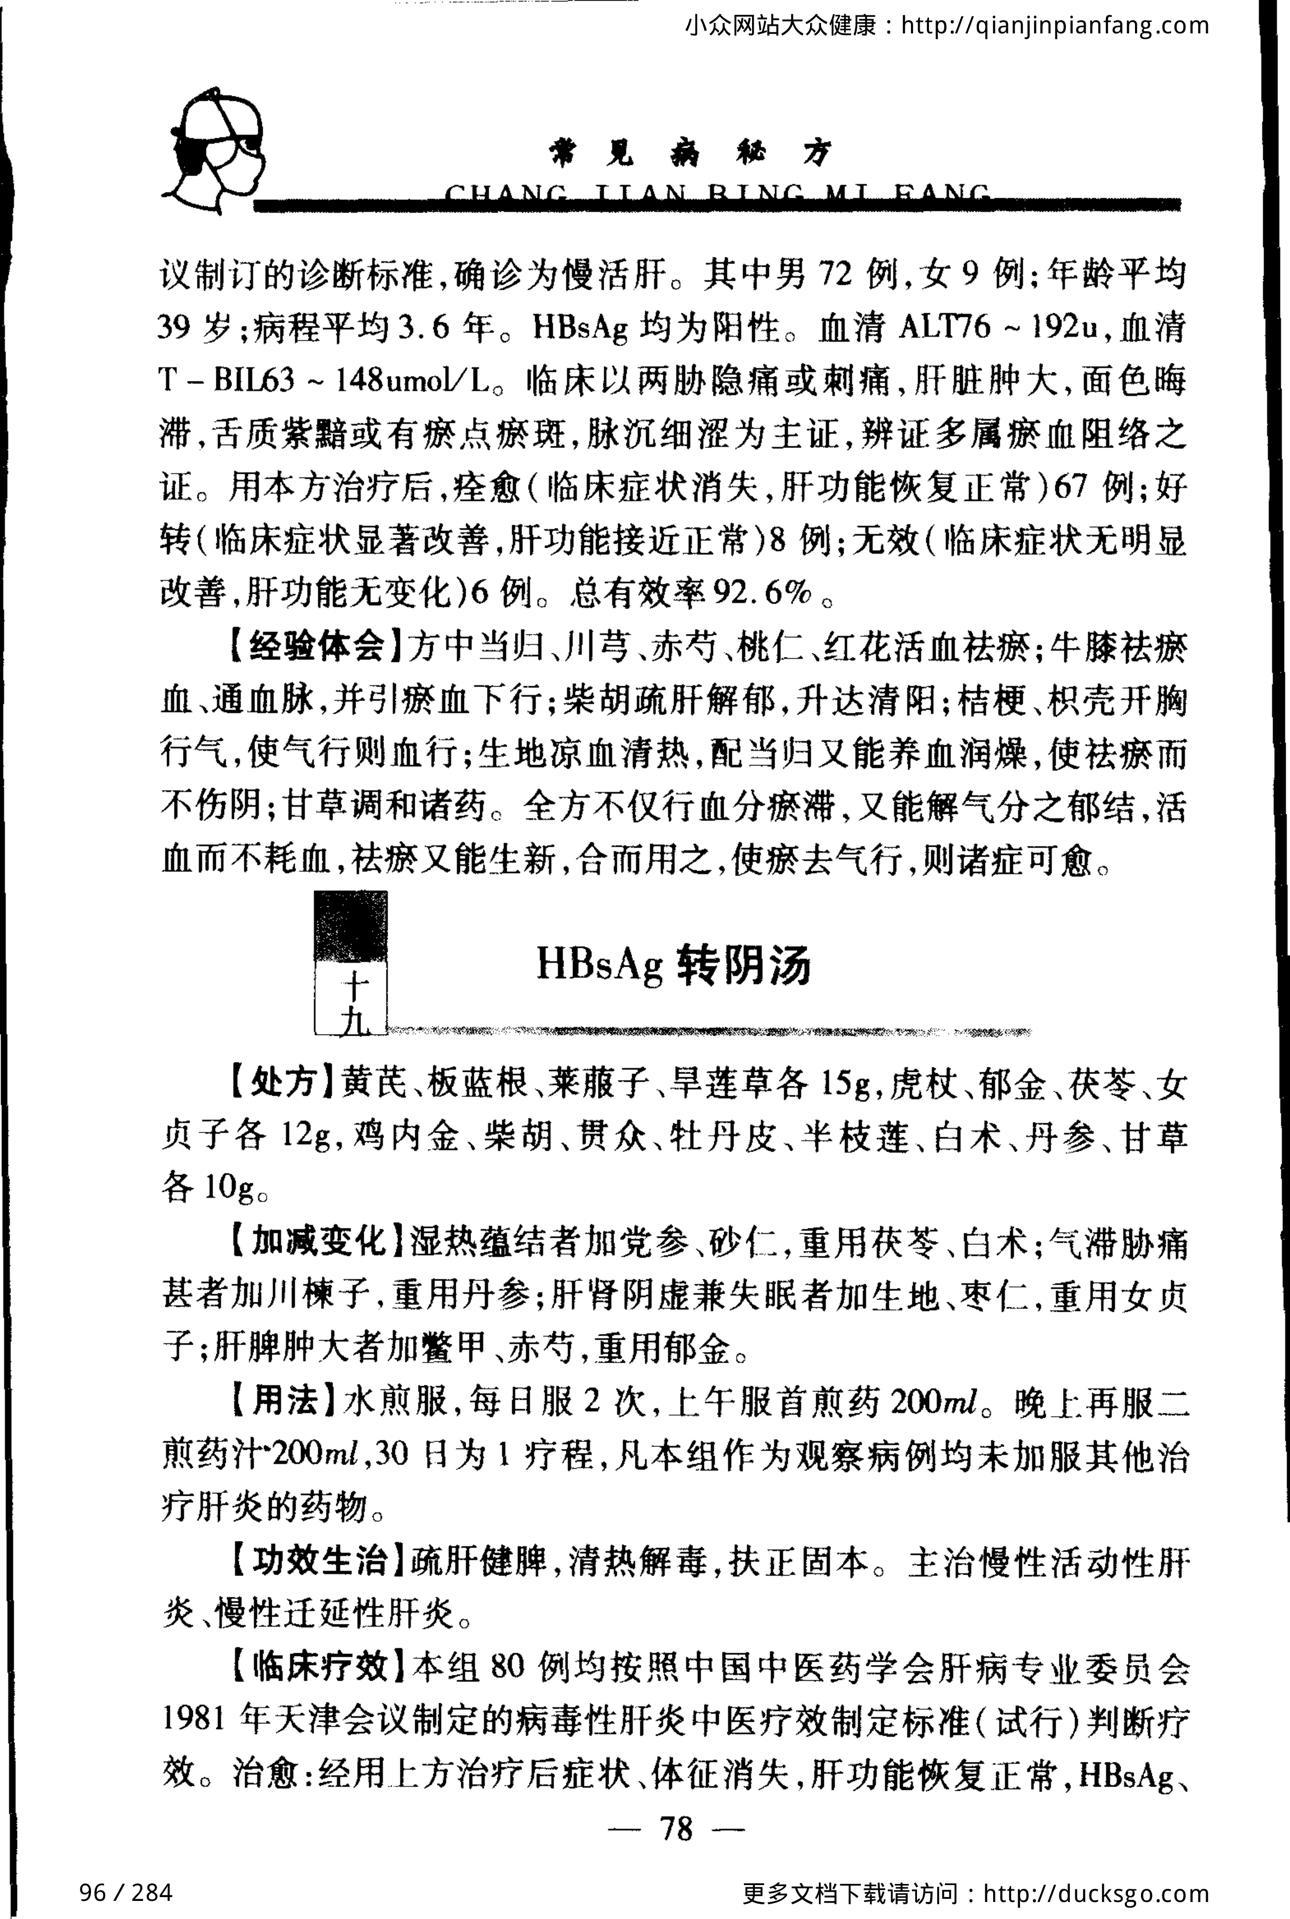 小众网站大众健康：http://qianjinpianfang.com
常见病秘方
CHANG JIAN BING MI FANG
议制订的诊断标准,确诊为慢活肝。其中男 72 例,女 9 例;年龄平均
39 岁;病程平均 3.6 年。HBsAg 均为阳性。血清 ALT76～192u,血清
T－BIL63～148umol/L。临床以两胁隐痛或刺痛,肝脏肿大,面色晦
滞,舌质紫黯或有瘀点瘀斑,脉沉细涩为主证,辨证多属瘀血阻络之
证。用本方治疗后,痊愈(临床症状消失,肝功能恢复正常)67 例;好
转(临床症状显著改善,肝功能接近正常)8 例;无效(临床症状无明显
改善,肝功能无变化)6 例。总有效率 92.6%。
【经验体会】方中当归、川芎、赤芍、桃仁、红花活血祛瘀;牛膝祛瘀
血、通血脉,并引瘀血下行;柴胡疏肝解郁,升达清阳;桔梗、枳壳开胸
行气,使气行则血行;生地凉血清热,配当归又能养血润燥,使祛瘀而
不伤阴;甘草调和诸药。全方不仅行血分瘀滞,又能解气分之郁结,活
血而不耗血,祛瘀又能生新,合而用之,使瘀去气行,则诸症可愈。
十九
HBsAg 转阴汤
【处方】黄芪、板蓝根、莱菔子、旱莲草各 15g,虎杖、郁金、茯苓、女
贞子各 12g,鸡内金、柴胡、贯众、牡丹皮、半枝莲、白术、丹参、甘草
各 10g。
【加减变化】湿热蕴结者加党参、砂仁,重用茯苓、白术;气滞胁痛
甚者加川楝子,重用丹参;肝肾阴虚兼失眠者加生地、枣仁,重用女贞
子;肝脾肿大者加鳖甲、赤芍,重用郁金。
【用法】水煎服,每日服 2 次,上午服首煎药 200ml。晚上再服二
煎药汁 200ml,30 日为 1 疗程,凡本组作为观察病例均未加服其他治
疗肝炎的药物。
【功效生治】疏肝健脾,清热解毒,扶正固本。主治慢性活动性肝
炎、慢性迁延性肝炎。
【临床疗效】本组 80 例均按照中国中医药学会肝病专业委员会
1981 年天津会议制定的病毒性肝炎中医疗效制定标准(试行)判断疗
效。治愈:经用上方治疗后症状、体征消失,肝功能恢复正常,HBsAg、
— 78 —
96 / 284
更多文档下载请访问：http://ducksgo.com